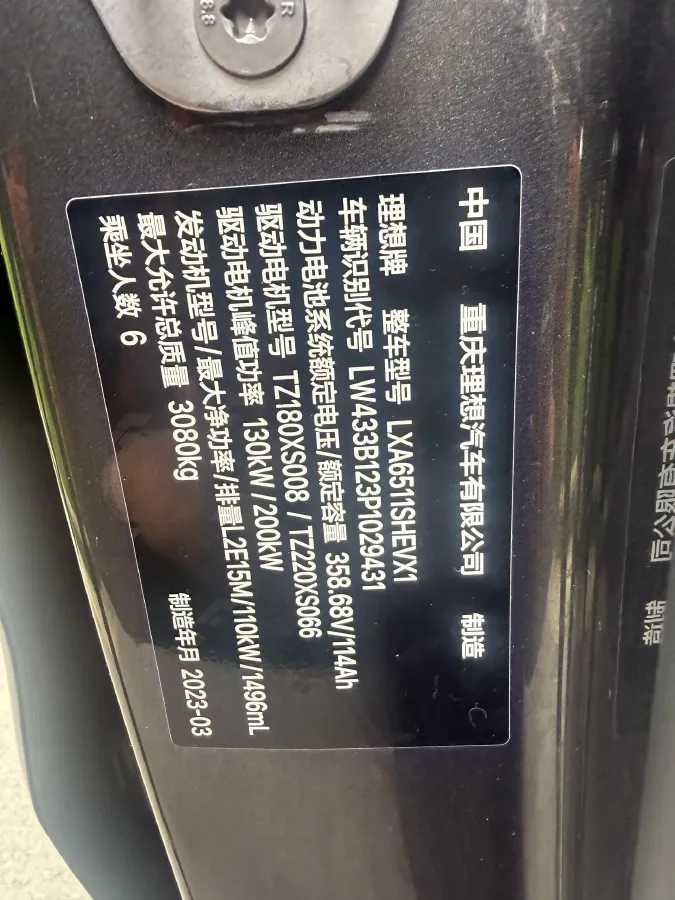 中国 重庆理想汽车有限公司 制造
理想牌 整车型号 LXA6511SHEVX1
车辆识别代号 LW433B123P1029431
动力电池系统额定电压/额定容量 358.68V/114Ah
驱动电机型号 TZ180XS008 / TZ220XS066
驱动电机峰值功率 130kW/200kW
发动机型号/最大净功率/排量L2E15M/110kW/1496mL
最大允许总质量 3080kg 制造年月 2023-03
乘坐人数 6